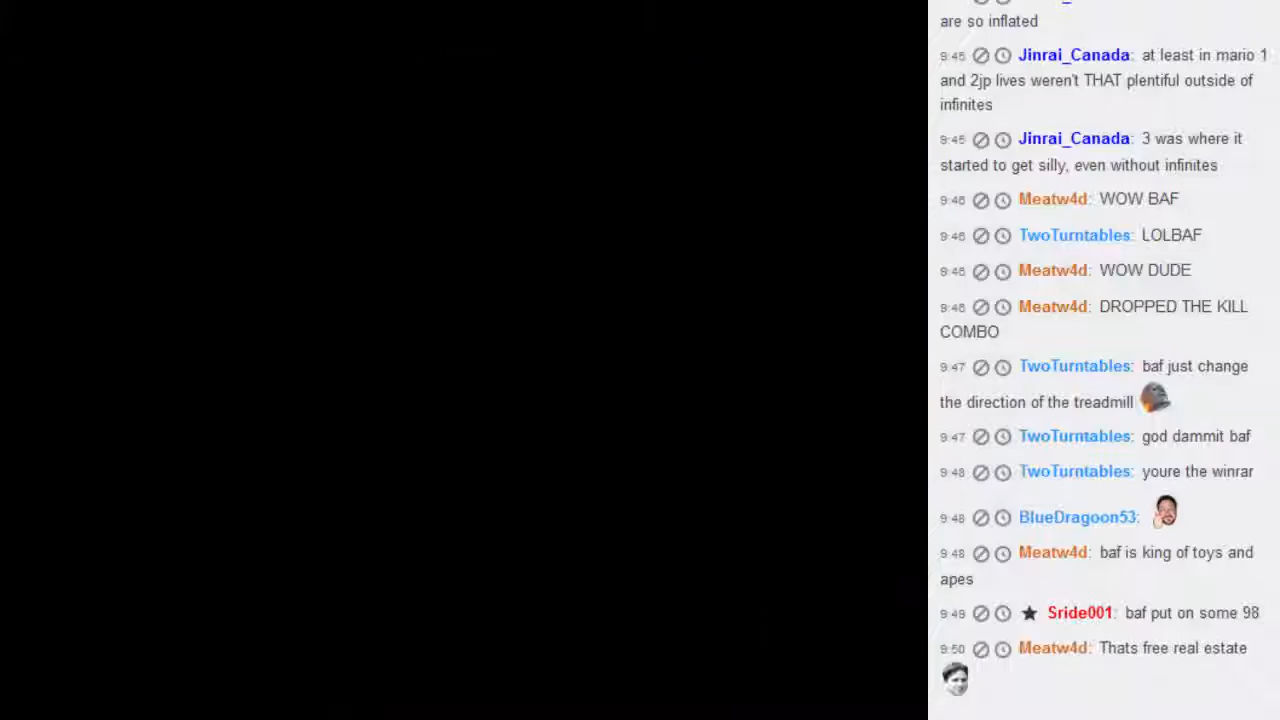 are so inflated
9:45 Jinrai_Canada: at least in mario 1
and 2jp lives weren't THAT plentiful outside of
infinites
9:45 Jinrai_Canada: 3 was where it
started to get silly, even without infinites
9:46 Meatw4d: WOW BAF
9:46 TwoTurntables: LOLBAF
9:46 Meatw4d: WOW DUDE
9:46 Meatw4d: DROPPED THE KILL
COMBO
9:47 TwoTurntables: baf just change
the direction of the treadmill
9:47 TwoTurntables: god dammit baf
9:48 TwoTurntables: youre the winrar
9:48 BlueDragoon53:
9:48 Meatw4d: baf is king of toys and
apes
9:49 Sride001: baf put on some 98
9:50 Meatw4d: Thats free real estate